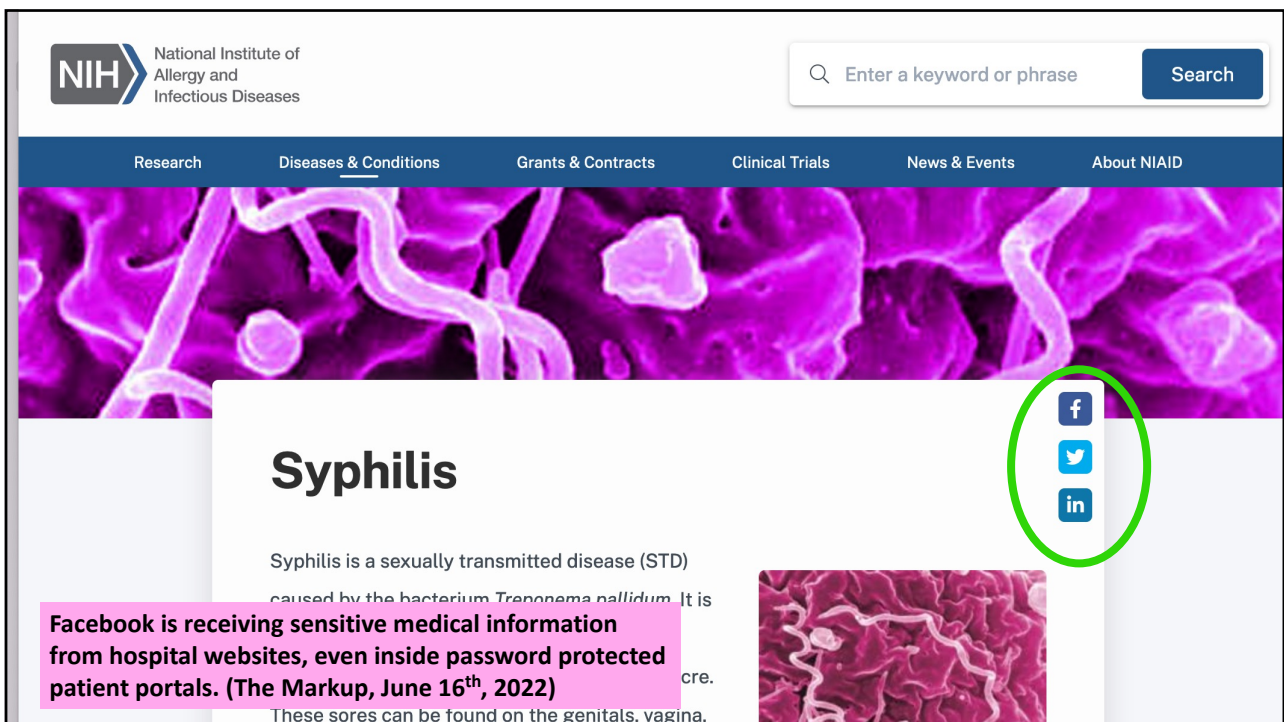 NIH
National Institute of
Allergy and
Infectious Diseases
Enter a keyword or phrase
Search
Research Diseases & Conditions Grants & Contracts Clinical Trials News & Events About NIAID
f
in
Syphilis
Syphilis is a sexually transmitted disease (STD)
caused by the bacterium Treponema pallidum. It is
Facebook is receiving sensitive medical information
from hospital websites, even inside password protected
patient portals. (The Markup, June 16th, 2022)
cre.
These sores can be found on the genitals, vagina,